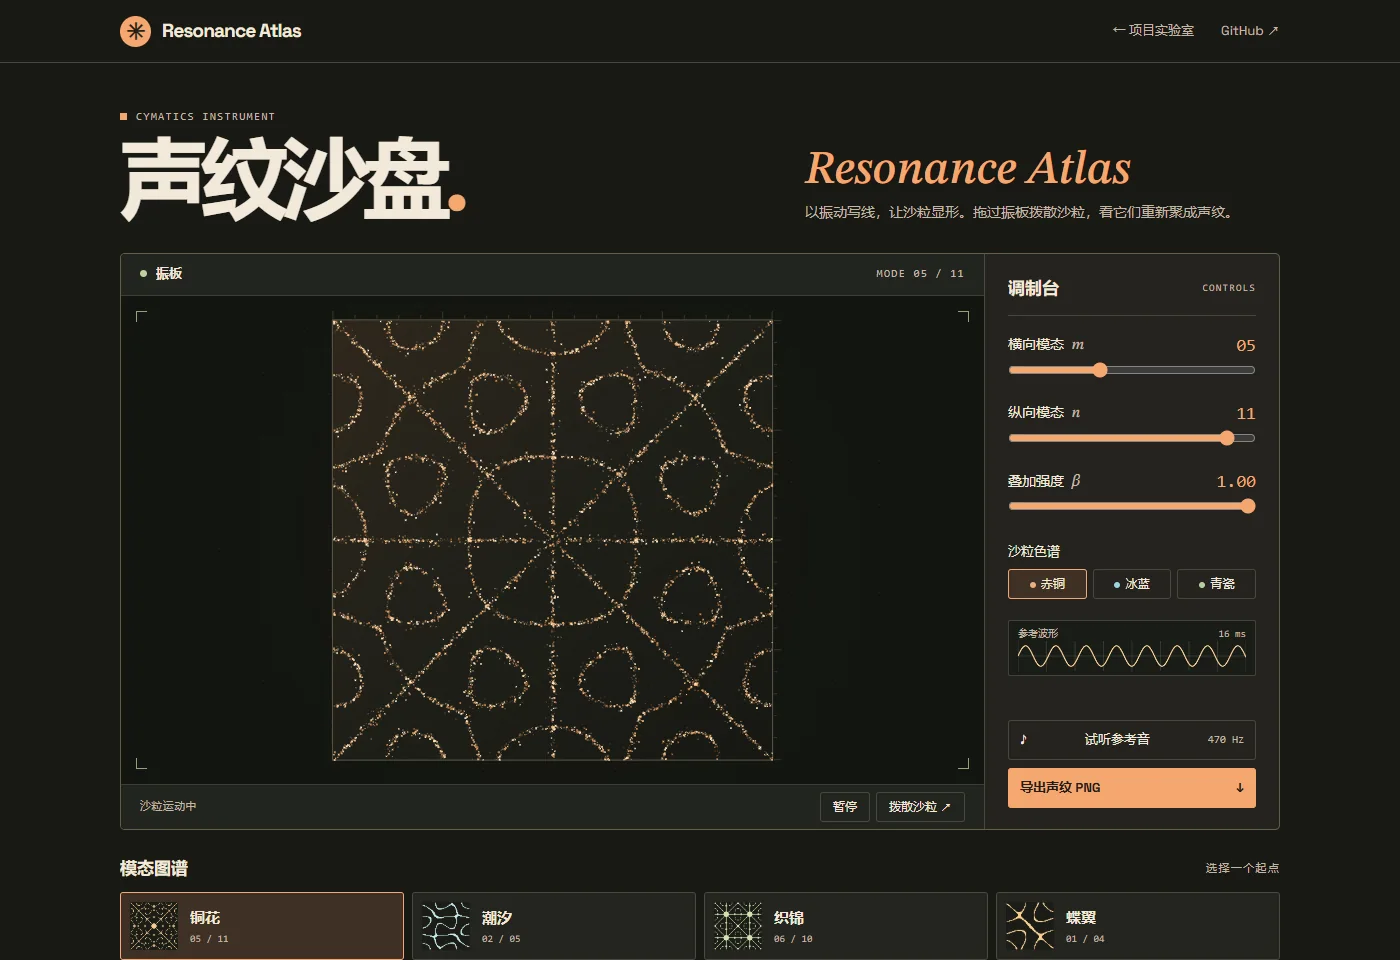 Resonance Atlas
← 项目实验室
GitHub ↗
CYMATICS INSTRUMENT
声纹沙盘.
Resonance Atlas
以振动写线，让沙粒显形。拖过振板拨散沙粒，看它们重新聚成声纹。
振板
MODE 05 / 11
调制台
CONTROLS
横向模态 m
05
纵向模态 n
11
叠加强度 β
1.00
沙粒色谱
赤铜
冰蓝
青瓷
参考波形
16 ms
♪ 试听参考音 470 Hz
导出声纹 PNG ↓
沙粒运动中
暂停
拨散沙粒 ↗
模态图谱
选择一个起点
铜花
05 / 11
潮汐
02 / 05
织锦
06 / 10
蝶翼
01 / 04